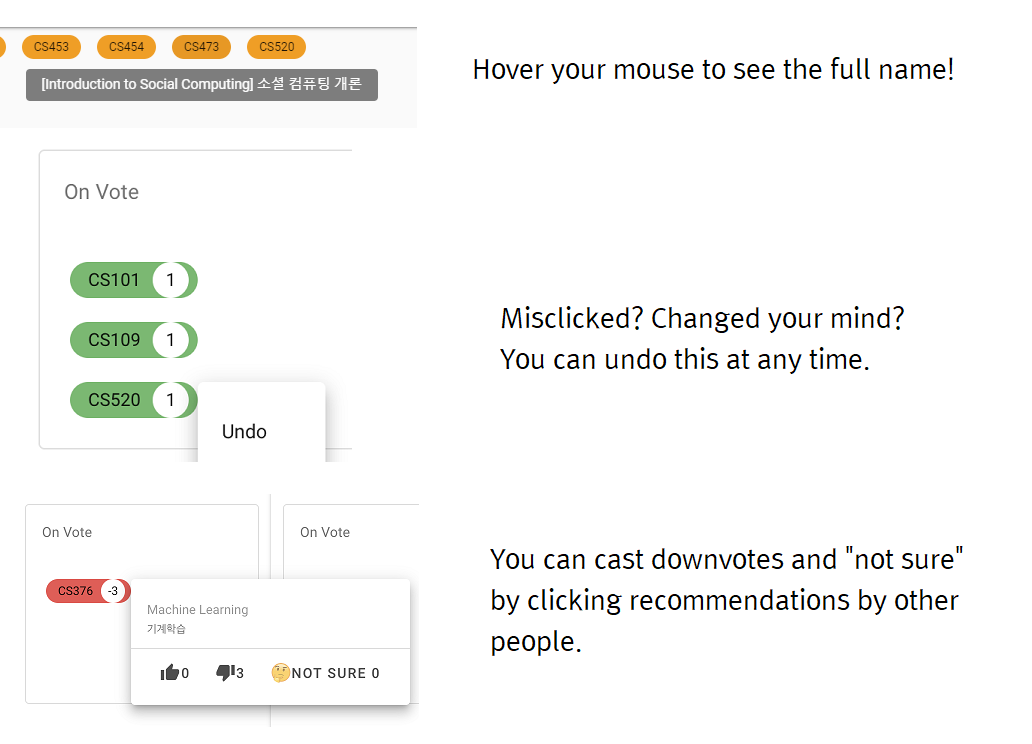 CS453 CS454 CS473 CS520
[Introduction to Social Computing] 소셜 컴퓨팅 개론
Hover your mouse to see the full name!
On Vote
CS101 1
CS109 1
CS520 1
Undo
Misclicked? Changed your mind?
You can undo this at any time.
On Vote
On Vote
CS376 -3
Machine Learning
기계학습
0 3 🤔NOT SURE 0
You can cast downvotes and "not sure"
by clicking recommendations by other
people.